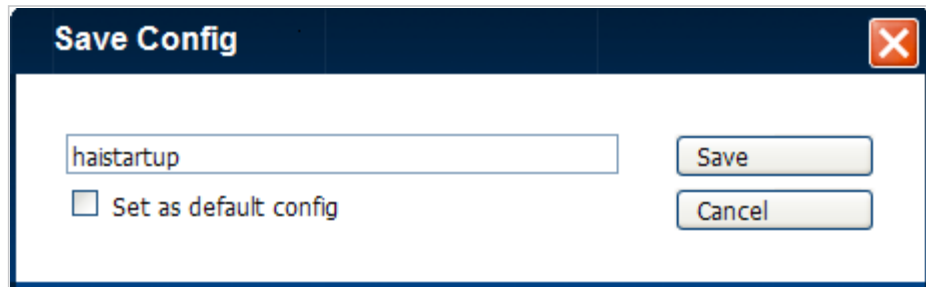 Save Config
haistartup
Save
Set as default config
Cancel